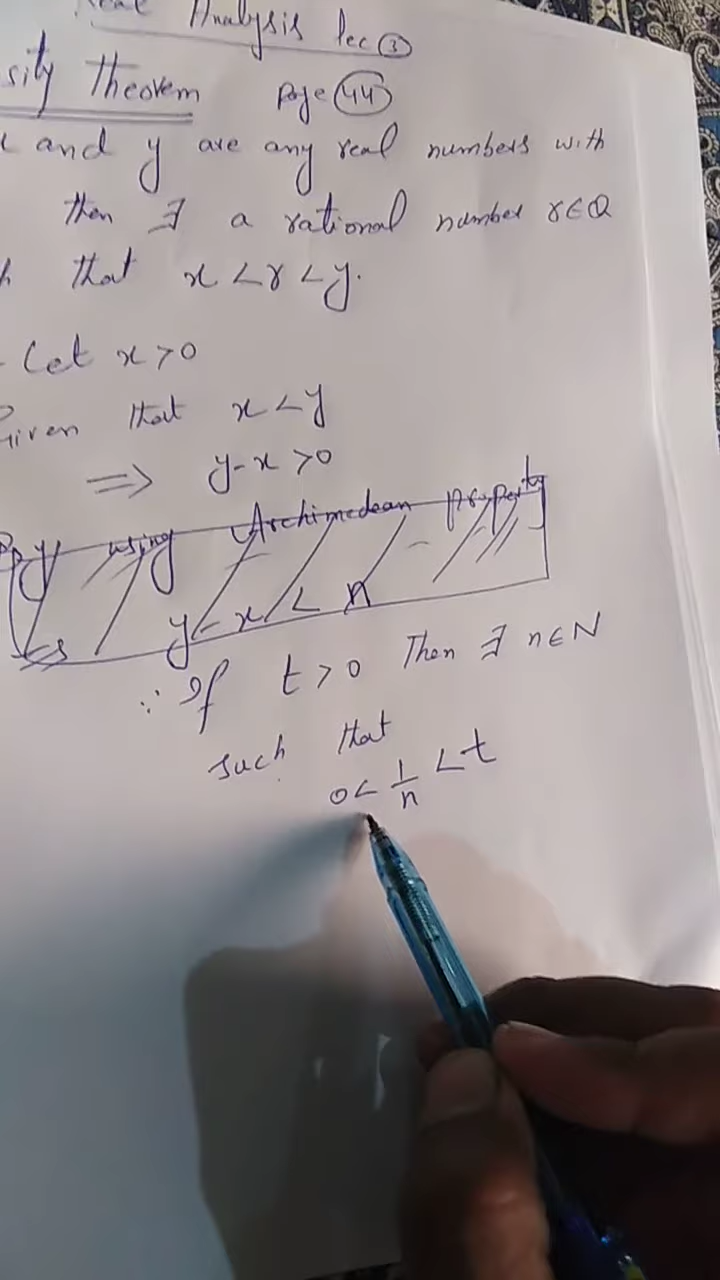 Real Analysis lec 3
sity Theorem page 44
and y are any real numbers with
then ∃ a rational number r∈Q
that x < r < y.
Let x > 0
Given that x < y
⇒ y - x > 0
using Archimedean property
y - x < n
∵ If t > 0 Then ∃ n ∈ N
such that
0 < 1/n < t